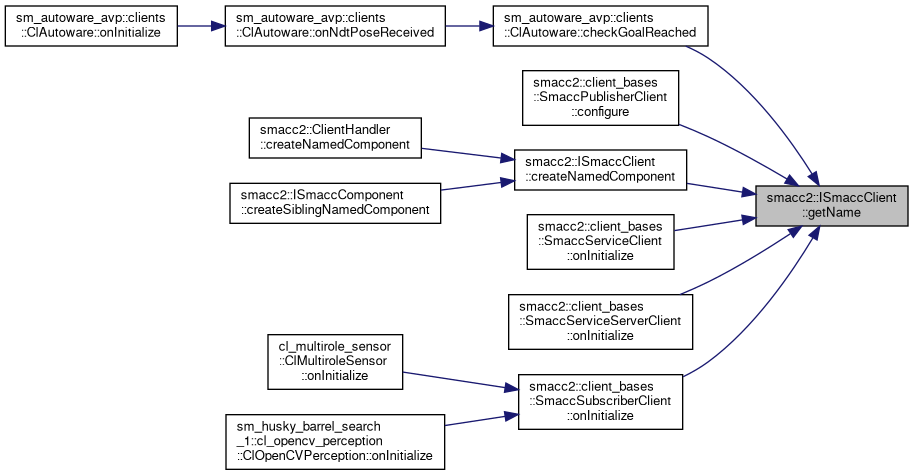 sm_autoware_avp::clients
::ClAutoware::onInitialize
sm_autoware_avp::clients
::ClAutoware::onNdtPoseReceived
sm_autoware_avp::clients
::ClAutoware::checkGoalReached
smacc2::client_bases
::SmaccPublisherClient
::configure
smacc2::ClientHandler
::createNamedComponent
smacc2::ISmaccClient
::createNamedComponent
smacc2::ISmaccComponent
::createSiblingNamedComponent
smacc2::ISmaccClient
::getName
smacc2::client_bases
::SmaccServiceClient
::onInitialize
smacc2::client_bases
::SmaccServiceServerClient
::onInitialize
cl_multirole_sensor
::ClMultiroleSensor
::onInitialize
smacc2::client_bases
::SmaccSubscriberClient
::onInitialize
sm_husky_barrel_search
_1::cl_opencv_perception
::ClOpenCVPerception::onInitialize